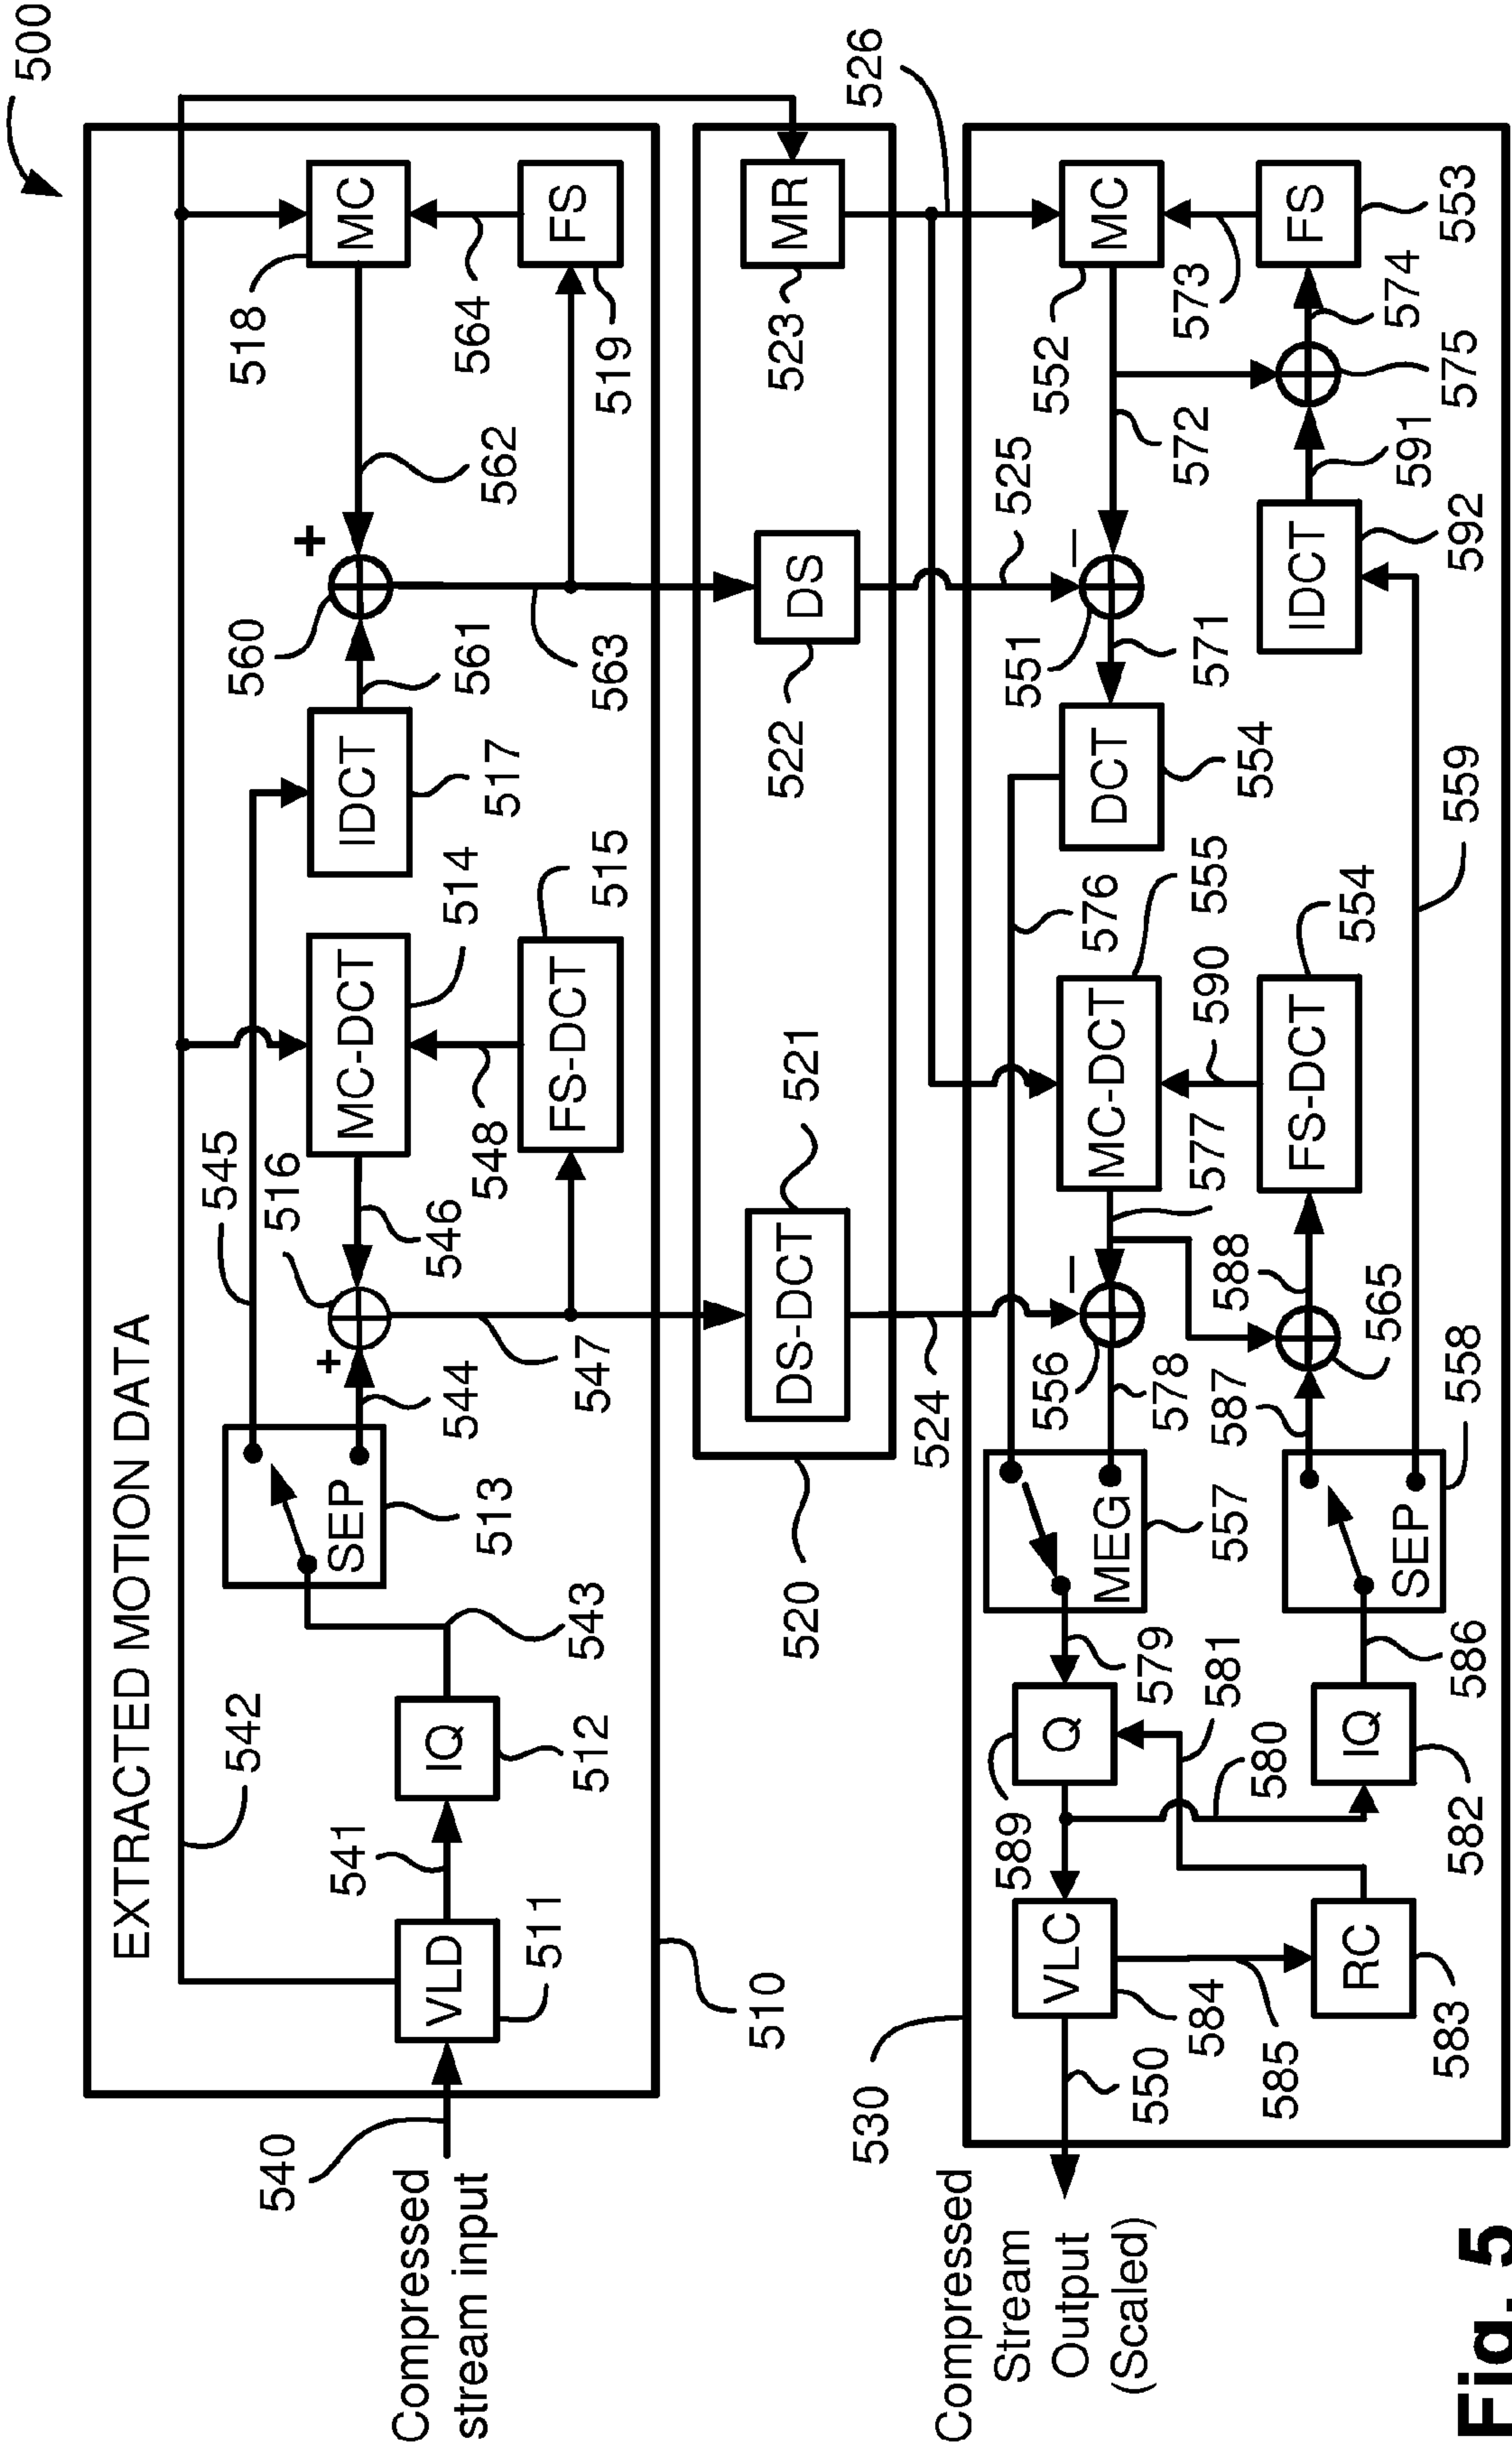 500
EXTRACTED MOTION DATA
542
545
518
MC
560
+
516
SEP
513
544
+
546
MC-DCT
514
IDCT
517
561
562
564
FS
519
540
Compressed
stream input
VLD
511
541
IQ
512
543
547
548
FS-DCT
515
563
510
520
DS-DCT
521
DS
522
MR
523
524
525
526
530
Compressed
Stream
Output
(Scaled)
550
VLC
584
589
Q
579
MEG
557
556
–
578
577
MC-DCT
555
576
DCT
554
551
–
571
572
552
MC
573
585
581
580
RC
583
IQ
582
586
SEP
558
587
588
565
FS-DCT
554
590
559
IDCT
592
591
575
574
FS
553
Fig. 5